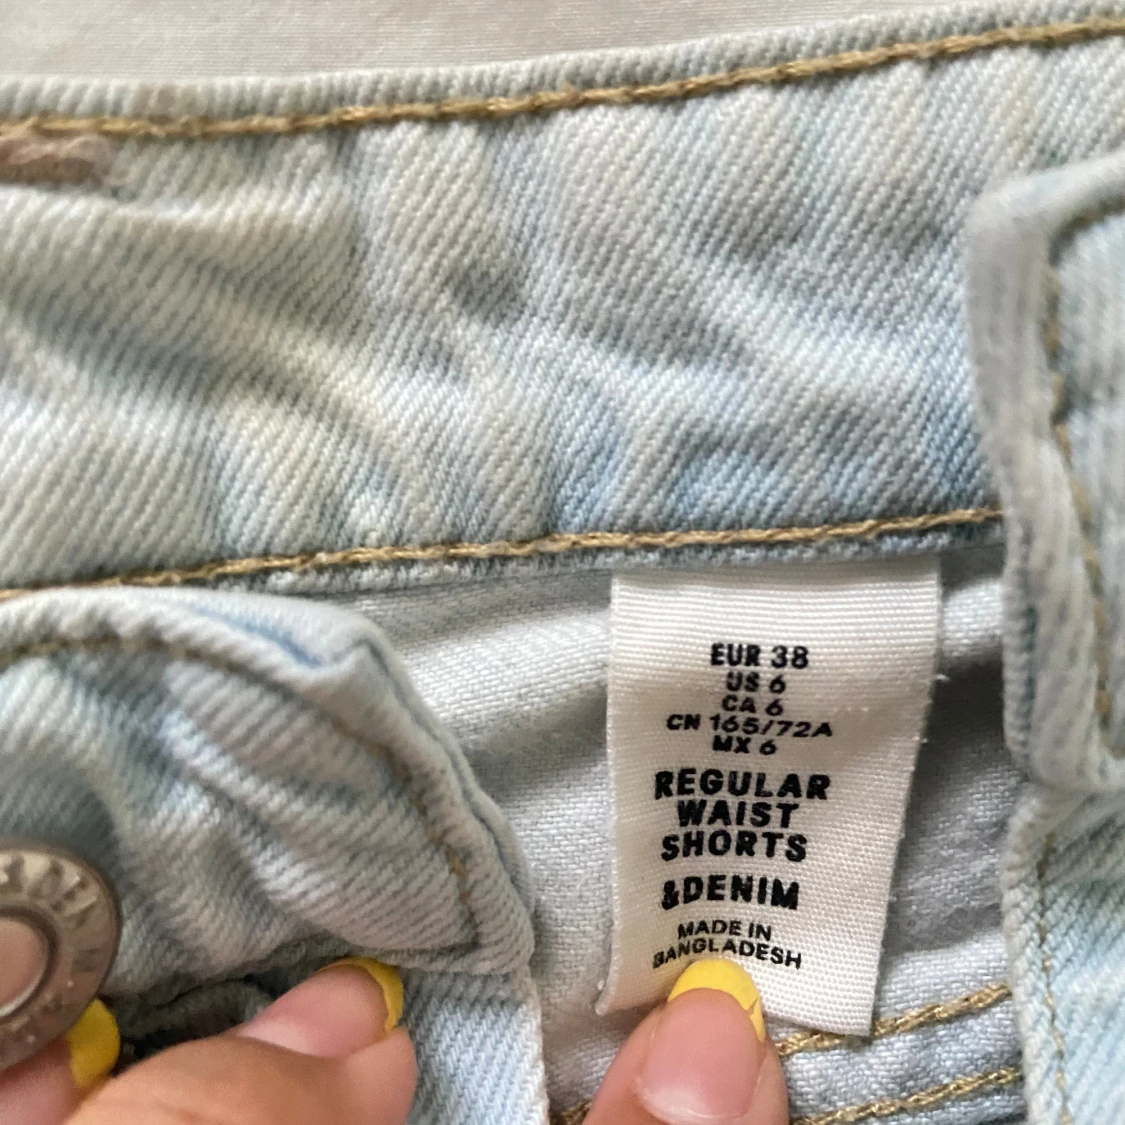 EUR 38
US 6
CA 6
CN 165/72A
MX 6
REGULAR
WAIST
SHORTS
&DENIM
MADE IN
BANGLADESH